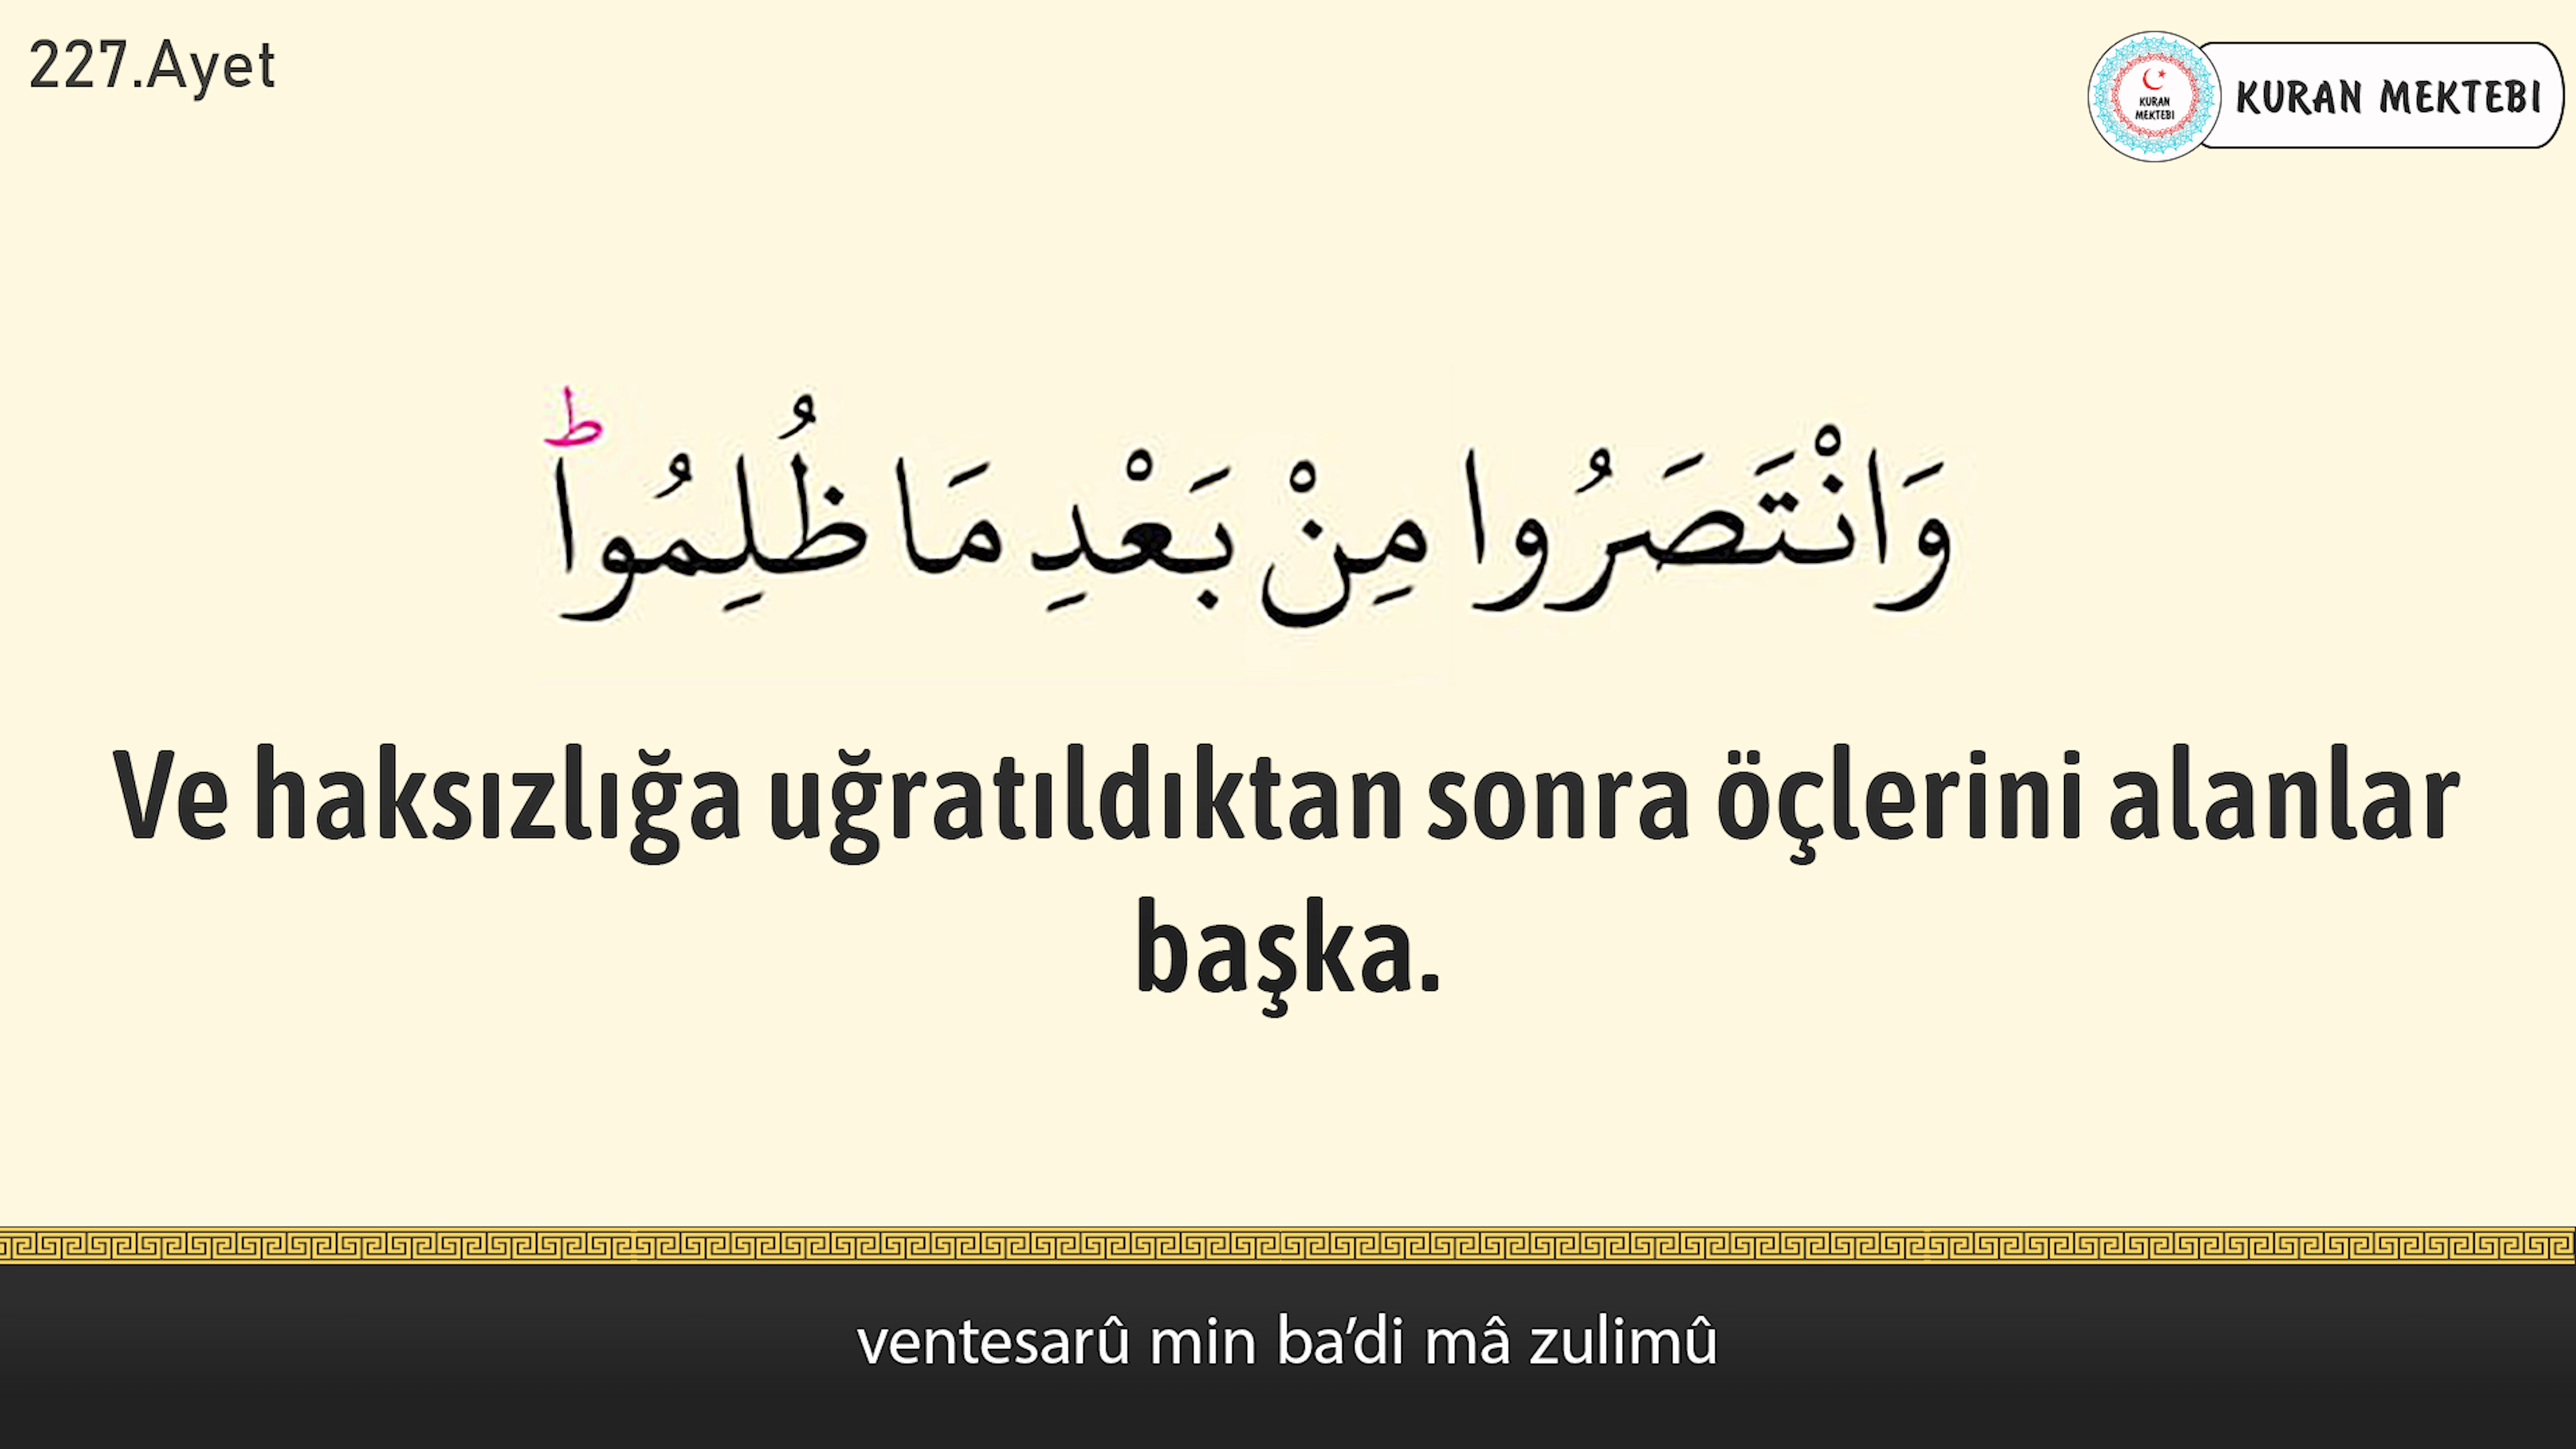 227.Ayet
KURAN
MEKTEBI
KURAN MEKTEBI
وَانْتَصَرُوا مِنْ بَعْدِ مَا ظُلِمُواۜ ط
Ve haksızlığa uğratıldıktan sonra öçlerini alanlar
başka.
ventesarû min ba’di mâ zulimû